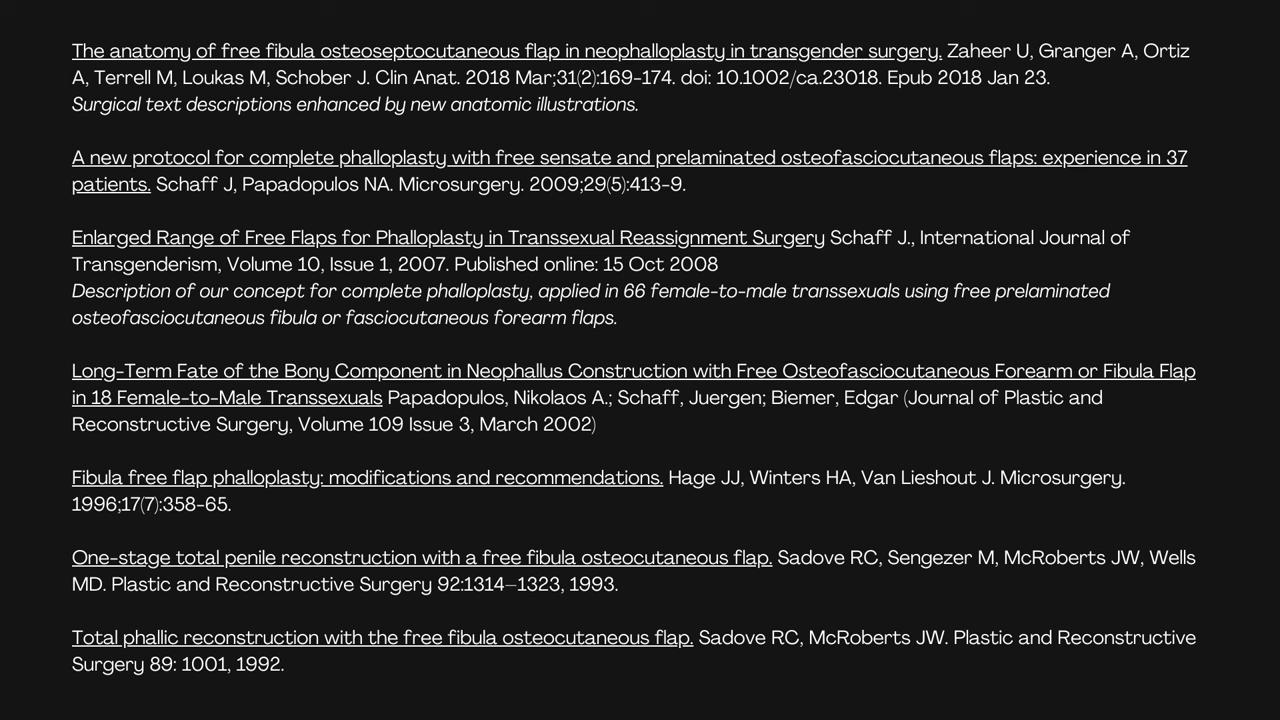 The anatomy of free fibula osteoseptocutaneous flap in neophalloplasty in transgender surgery. Zaheer U, Granger A, Ortiz
A, Terrell M, Loukas M, Schober J. Clin Anat. 2018 Mar;31(2):169-174. doi: 10.1002/ca.23018. Epub 2018 Jan 23.
Surgical text descriptions enhanced by new anatomic illustrations.
A new protocol for complete phalloplasty with free sensate and prelaminated osteofasciocutaneous flaps: experience in 37
patients. Schaff J, Papadopulos NA. Microsurgery. 2009;29(5):413-9.
Enlarged Range of Free Flaps for Phalloplasty in Transsexual Reassignment Surgery Schaff J., International Journal of
Transgenderism, Volume 10, Issue 1, 2007. Published online: 15 Oct 2008
Description of our concept for complete phalloplasty, applied in 66 female-to-male transsexuals using free prelaminated
osteofasciocutaneous fibula or fasciocutaneous forearm flaps.
Long-Term Fate of the Bony Component in Neophallus Construction with Free Osteofasciocutaneous Forearm or Fibula Flap
in 18 Female-to-Male Transsexuals Papadopulos, Nikolaos A.; Schaff, Juergen; Biemer, Edgar (Journal of Plastic and
Reconstructive Surgery, Volume 109 Issue 3, March 2002)
Fibula free flap phalloplasty: modifications and recommendations. Hage JJ, Winters HA, Van Lieshout J. Microsurgery.
1996;17(7):358-65.
One-stage total penile reconstruction with a free fibula osteocutaneous flap. Sadove RC, Sengezer M, McRoberts JW, Wells
MD. Plastic and Reconstructive Surgery 92:1314–1323, 1993.
Total phallic reconstruction with the free fibula osteocutaneous flap. Sadove RC, McRoberts JW. Plastic and Reconstructive
Surgery 89: 1001, 1992.